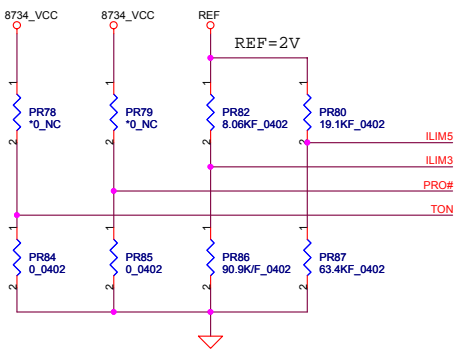 8734_VCC 8734_VCC REF
REF=2V
1 1 1 1
PR78 PR79 PR82 PR80
*0_NC *0_NC 8.06KF_0402 19.1KF_0402
2 2 2 2
ILIM5
ILIM3
PRO#
TON
1 1 1 1
PR84 PR85 PR86 PR87
0_0402 0_0402 90.9K/F_0402 63.4KF_0402
2 2 2 2